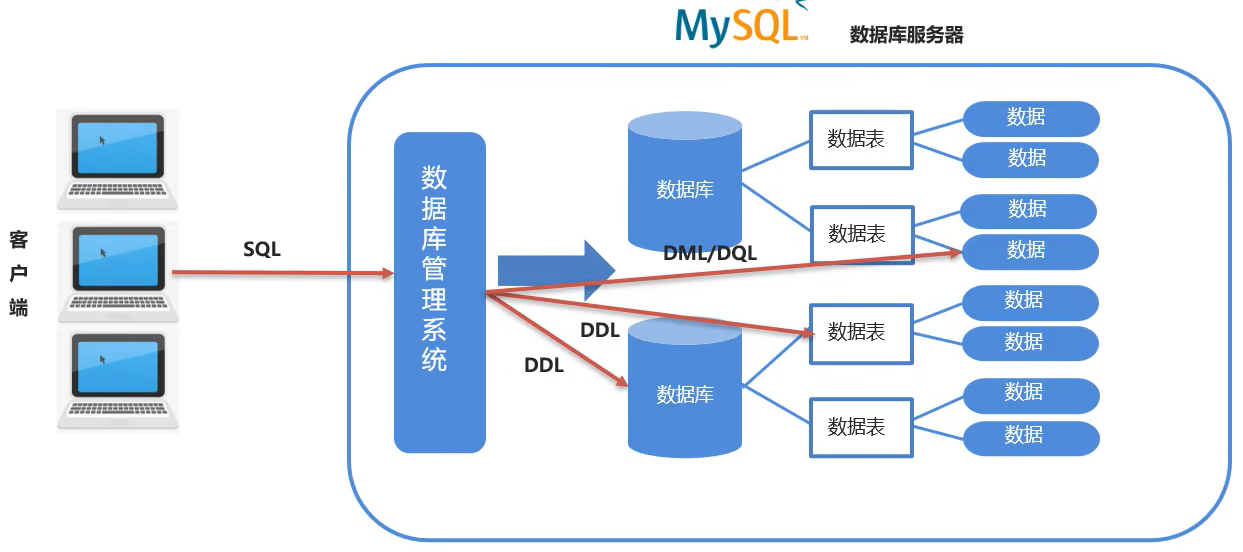 MySQL™
数据库服务器
客户端
SQL
数据库管理系统
数据库
数据表
数据
数据
数据表
数据
数据
DML/DQL
DDL
DDL
数据库
数据表
数据
数据
数据表
数据
数据